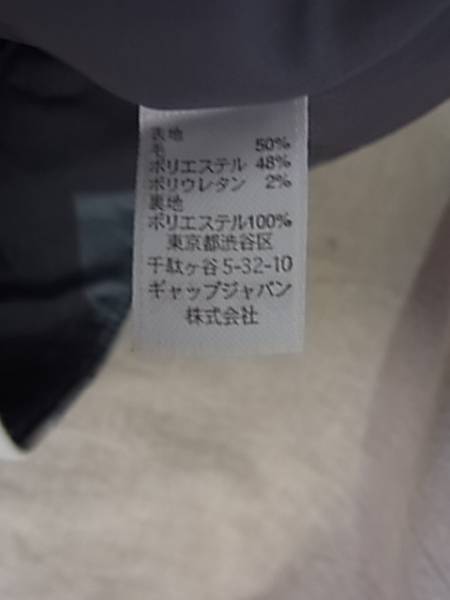 表地
毛 50%
ポリエステル 48%
ポリウレタン 2%
裏地
ポリエステル100%
東京都渋谷区
千駄ヶ谷5-32-10
ギャップジャパン
株式会社